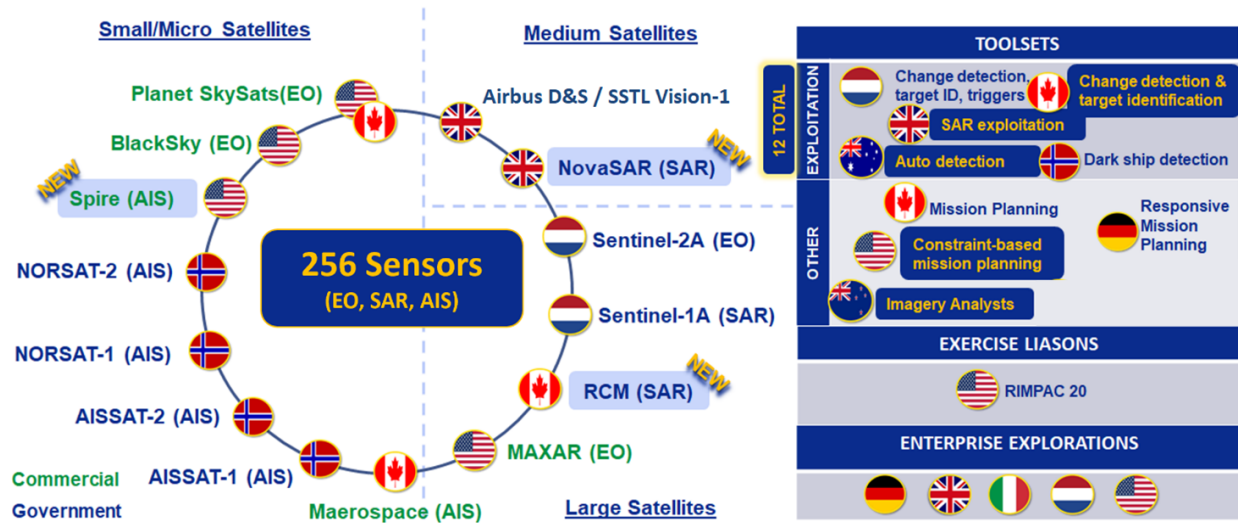 Small/Micro Satellites
Medium Satellites
Planet SkySats(EO)
BlackSky (EO)
NEW
Spire (AIS)
NORSAT-2 (AIS)
NORSAT-1 (AIS)
AISSAT-2 (AIS)
AISSAT-1 (AIS)
Maerospace (AIS)
Commercial
Government
256 Sensors
(EO, SAR, AIS)
Airbus D&S / SSTL Vision-1
NEW
NovaSAR (SAR)
Sentinel-2A (EO)
Sentinel-1A (SAR)
NEW
RCM (SAR)
MAXAR (EO)
Large Satellites
TOOLSETS
12 TOTAL
EXPLOITATION
Change detection,
target ID, triggers
Change detection &
target identification
SAR exploitation
Auto detection
Dark ship detection
OTHER
Mission Planning
Responsive
Mission
Planning
Constraint-based
mission planning
Imagery Analysts
EXERCISE LIASONS
RIMPAC 20
ENTERPRISE EXPLORATIONS